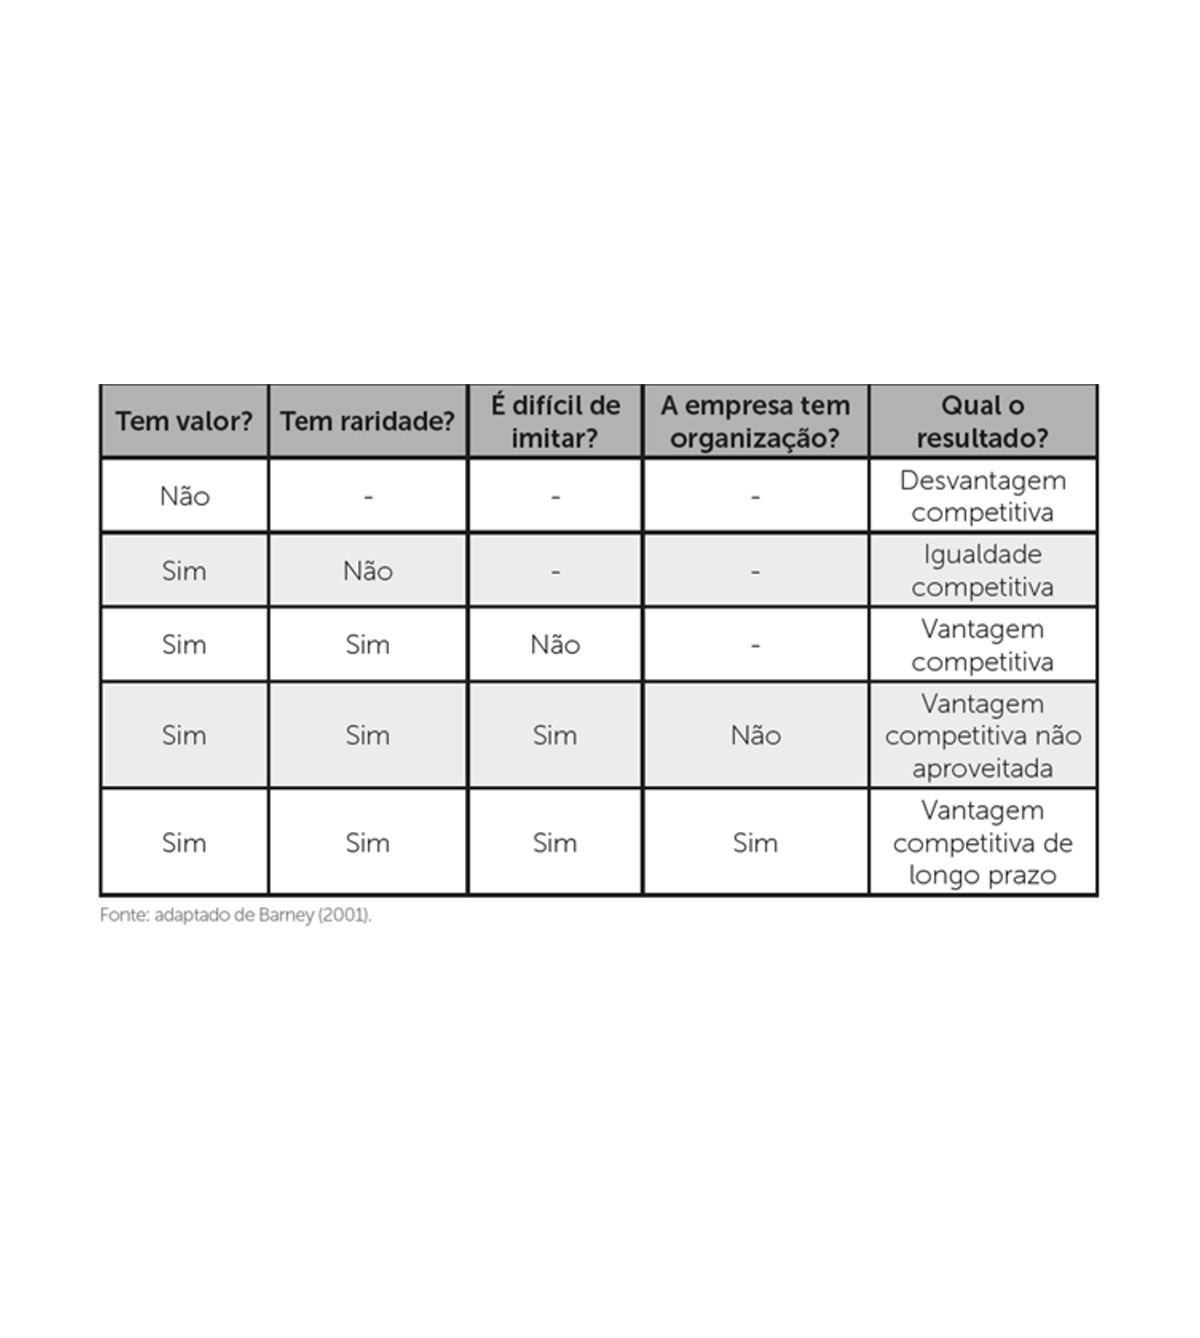 Tem valor? Tem raridade? É difícil de imitar? A empresa tem organização? Qual o resultado?
Não - - - Desvantagem competitiva
Sim Não - - Igualdade competitiva
Sim Sim Não - Vantagem competitiva
Sim Sim Sim Não Vantagem competitiva não aproveitada
Sim Sim Sim Sim Vantagem competitiva de longo prazo
Fonte: adaptado de Barney (2001).